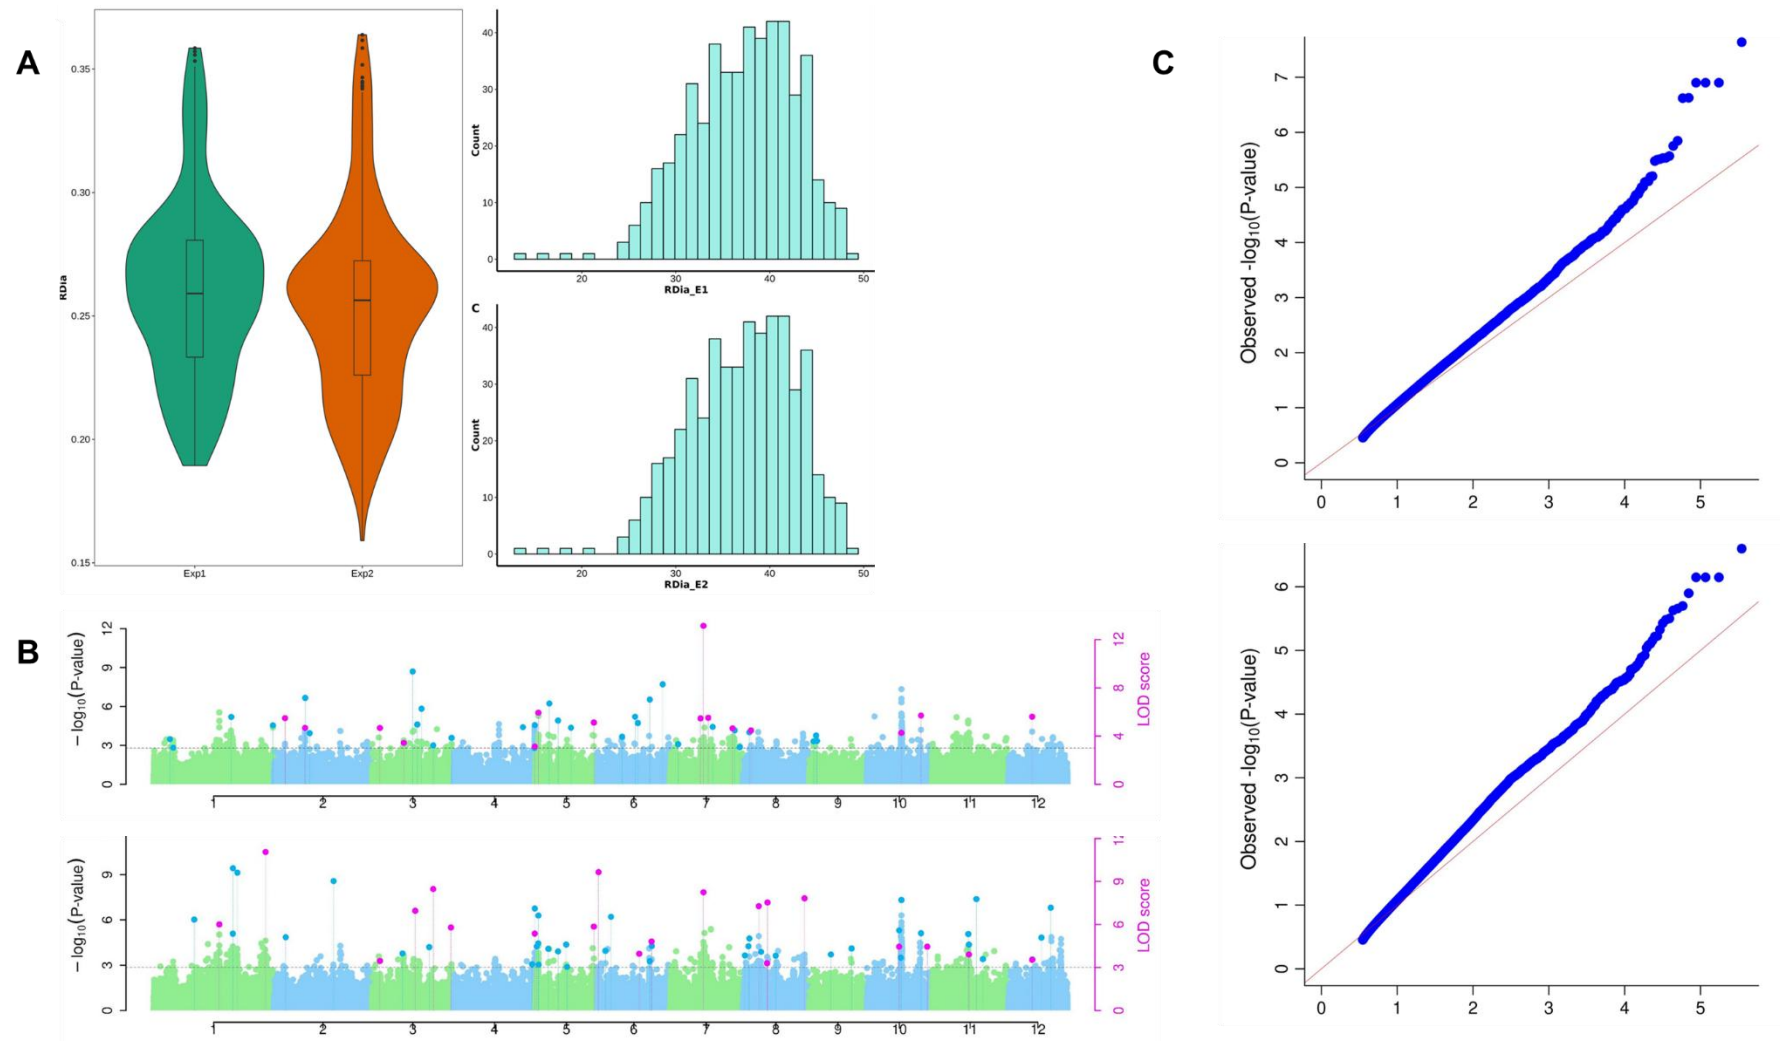 A
0.35
0.30
0.25
0.20
0.15
RDia
Exp1 Exp2
40
30
20
10
0
Count
20 30 40 50
RDia_E1
C
40
30
20
10
0
Count
20 30 40 50
RDia_E2
B
12
9
6
3
0
– log10(P-value)
12
8
4
0
LOD score
1 2 3 4 5 6 7 8 9 10 11 12
9
6
3
0
– log10(P-value)
12
9
6
3
0
LOD score
1 2 3 4 5 6 7 8 9 10 11 12
C
7
6
5
4
3
2
1
0
Observed -log10(P-value)
0 1 2 3 4 5
6
5
4
3
2
1
0
Observed -log10(P-value)
0 1 2 3 4 5